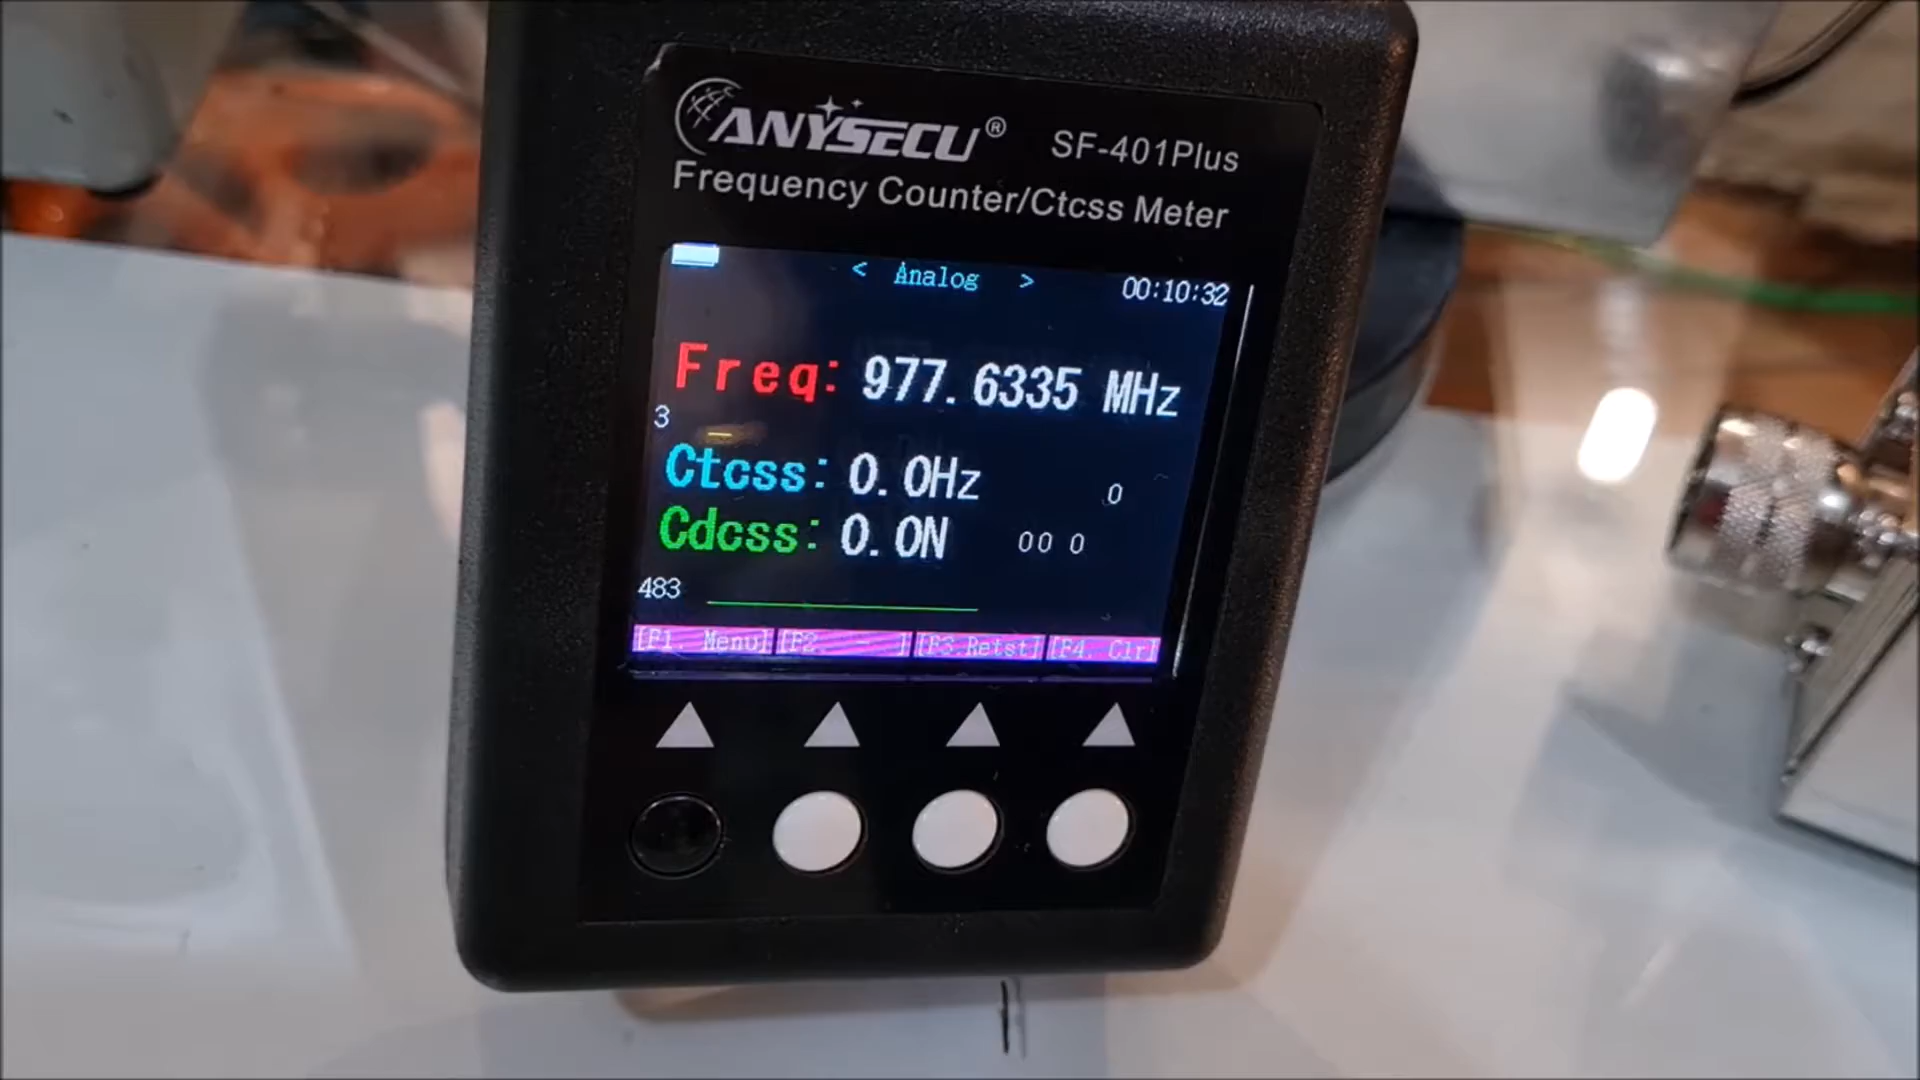 ANYSECU® SF-401Plus
Frequency Counter/Ctcss Meter
< Analog > 00:10:32
Freq: 977.6335 MHz
3
Ctcss: 0.0Hz 0
Cdcss: 0.0N 00 0
483
[F1. Menu] [F2. - ] [F3.Retst] [F4. Clr]